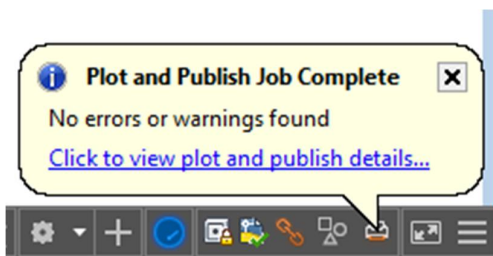 Plot and Publish Job Complete
No errors or warnings found
Click to view plot and publish details...